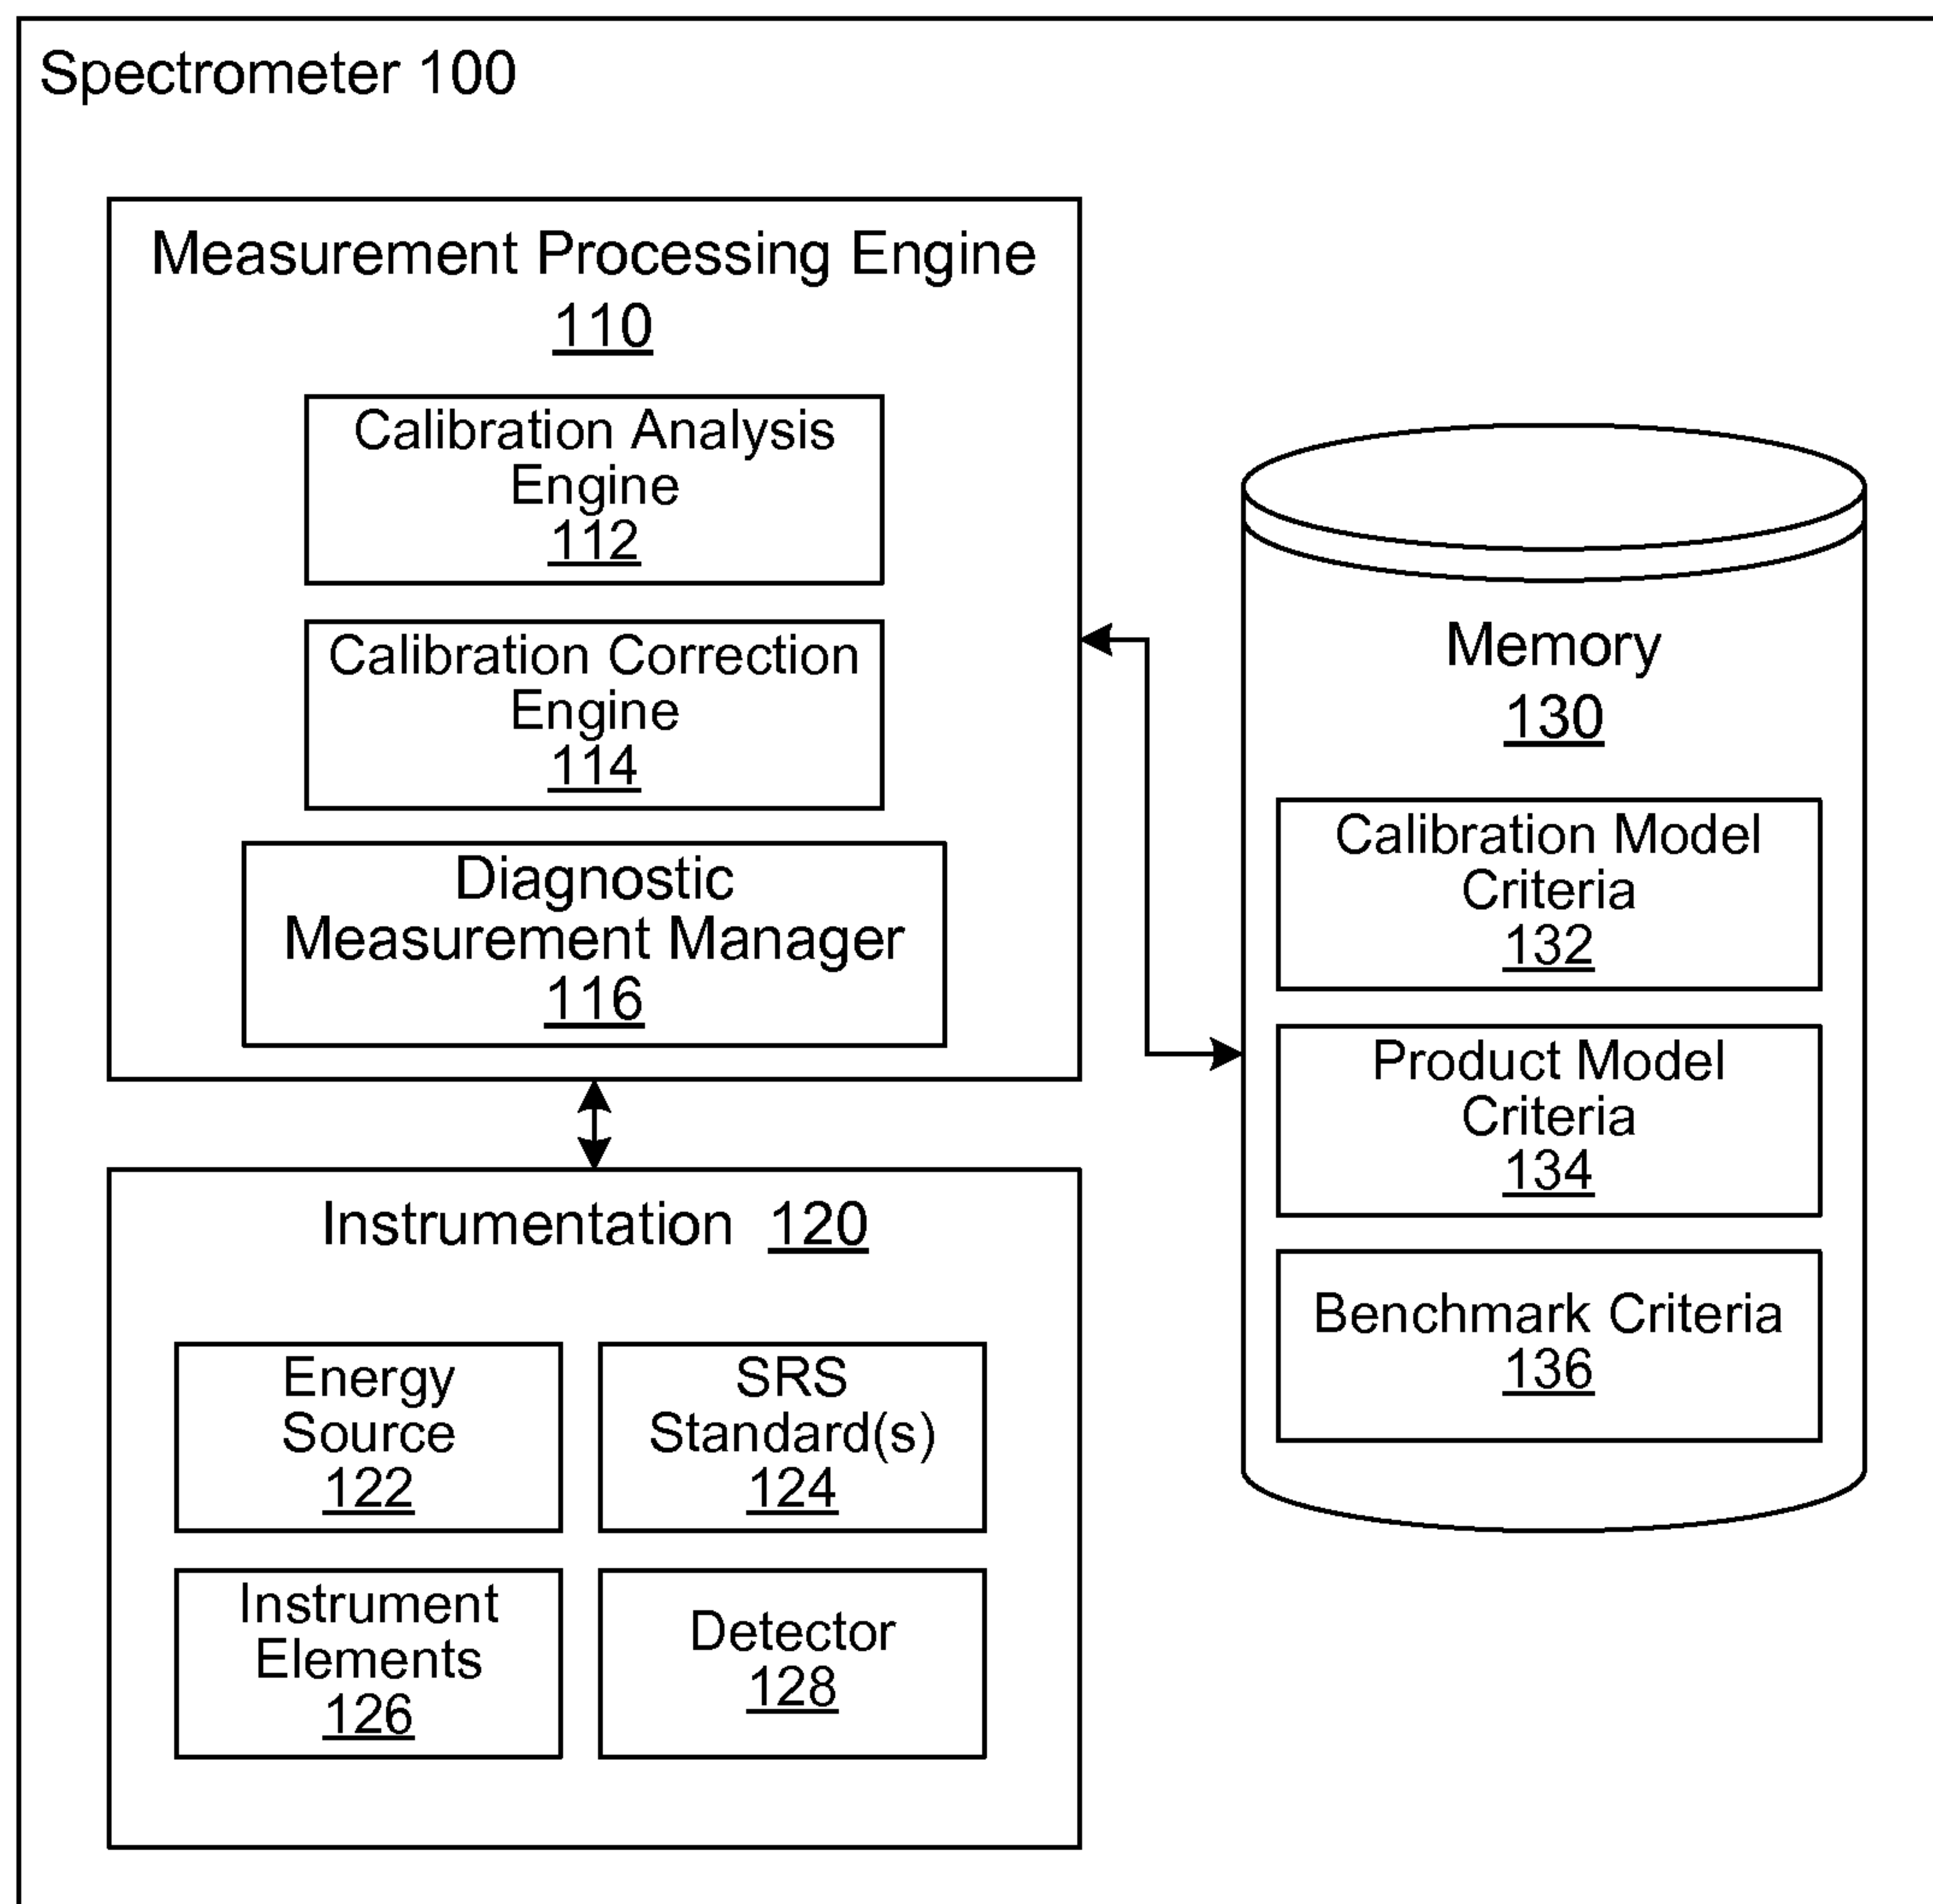 Spectrometer 100
Measurement Processing Engine
110
Calibration Analysis
Engine
112
Calibration Correction
Engine
114
Diagnostic
Measurement Manager
116
Instrumentation 120
Energy
Source
122
SRS
Standard(s)
124
Instrument
Elements
126
Detector
128
Memory
130
Calibration Model
Criteria
132
Product Model
Criteria
134
Benchmark Criteria
136